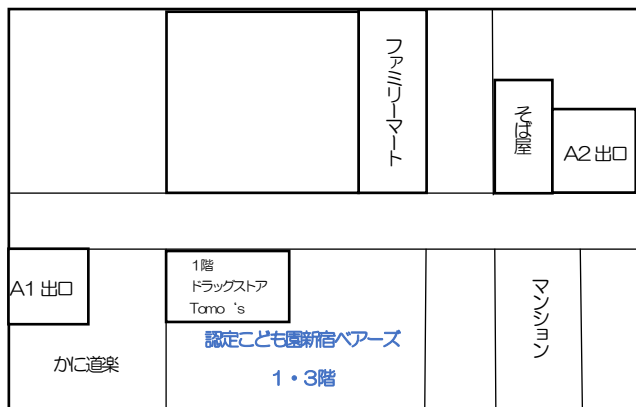 ファミリーマート
そば屋
A2 出口
A1 出口
1階
ドラッグストア
Tomo‘s
かに道楽
認定こども園新宿ベアーズ
1・3階
マンション